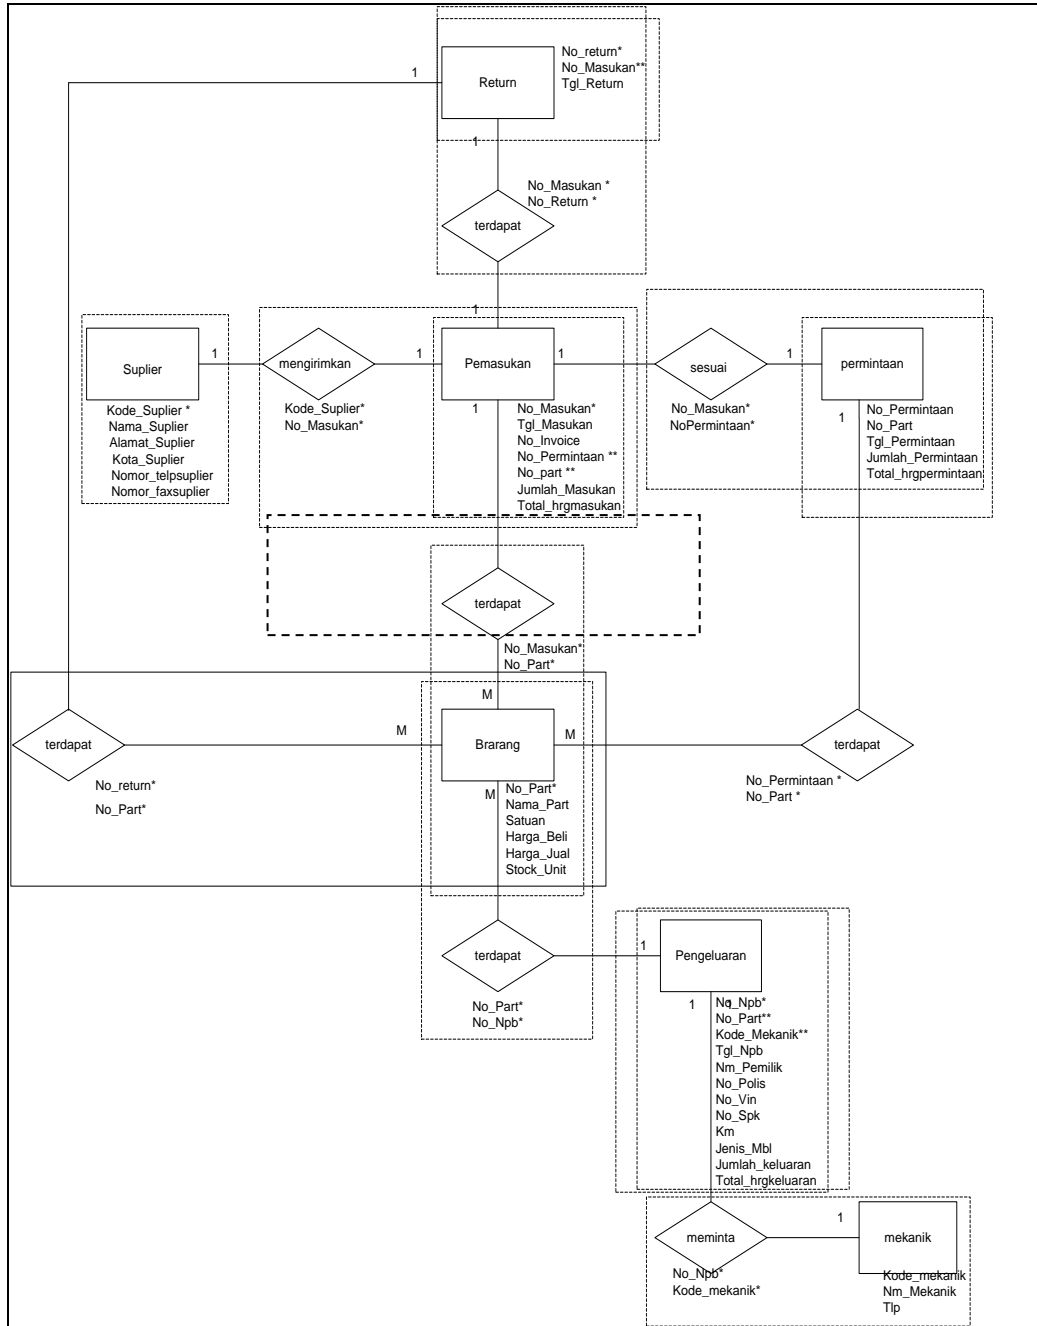 No_return*
No_Masukan**
Tgl_Return
1
Return
1
No_Masukan *
No_Return *
terdapat
1
Suplier
1
mengirimkan
1
Pemasukan
1
sesuai
1
permintaan
Kode_Suplier *
Nama_Suplier
Alamat_Suplier
Kota_Suplier
Nomor_telpsuplier
Nomor_faxsuplier
Kode_Suplier*
No_Masukan*
1
No_Masukan*
Tgl_Masukan
No_Invoice
No_Permintaan **
No_part **
Jumlah_Masukan
Total_hrgmasukan
No_Masukan*
NoPermintaan*
1
No_Permintaan
No_Part
Tgl_Permintaan
Jumlah_Permintaan
Total_hrgpermintaan
terdapat
No_Masukan*
No_Part*
M
terdapat
M
Brarang
M
terdapat
No_return*
No_Part*
M
No_Part*
Nama_Part
Satuan
Harga_Beli
Harga_Jual
Stock_Unit
No_Permintaan *
No_Part *
terdapat
1
Pengeluaran
No_Part*
No_Npb*
1
1
No_Npb*
No_Part**
Kode_Mekanik**
Tgl_Npb
Nm_Pemilik
No_Polis
No_Vin
No_Spk
Km
Jenis_Mbl
Jumlah_keluaran
Total_hrgkeluaran
meminta
1
mekanik
No_Npb*
Kode_mekanik*
Kode_mekanik
Nm_Mekanik
Tlp